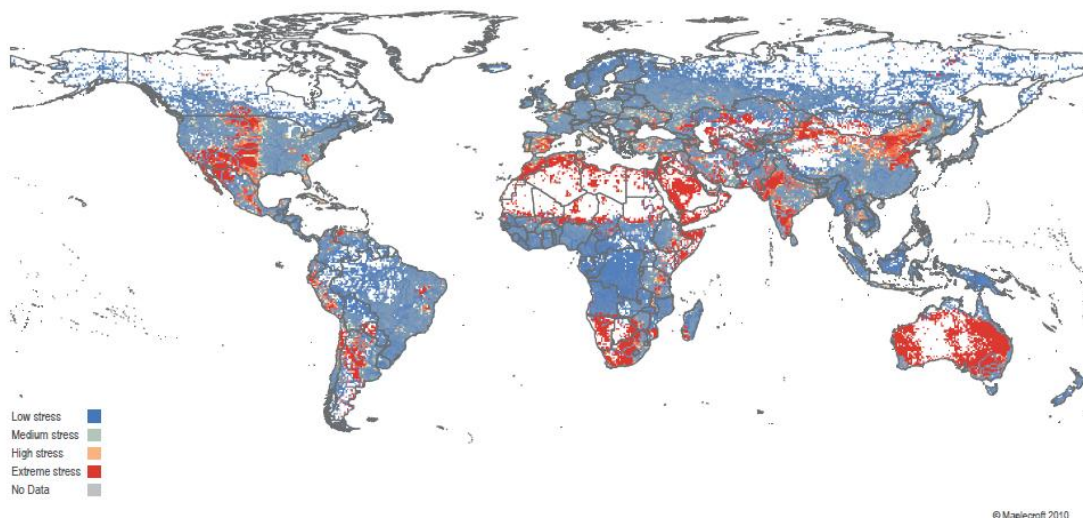 Low stress
Medium stress
High stress
Extreme stress
No Data
© Maplecroft 2010